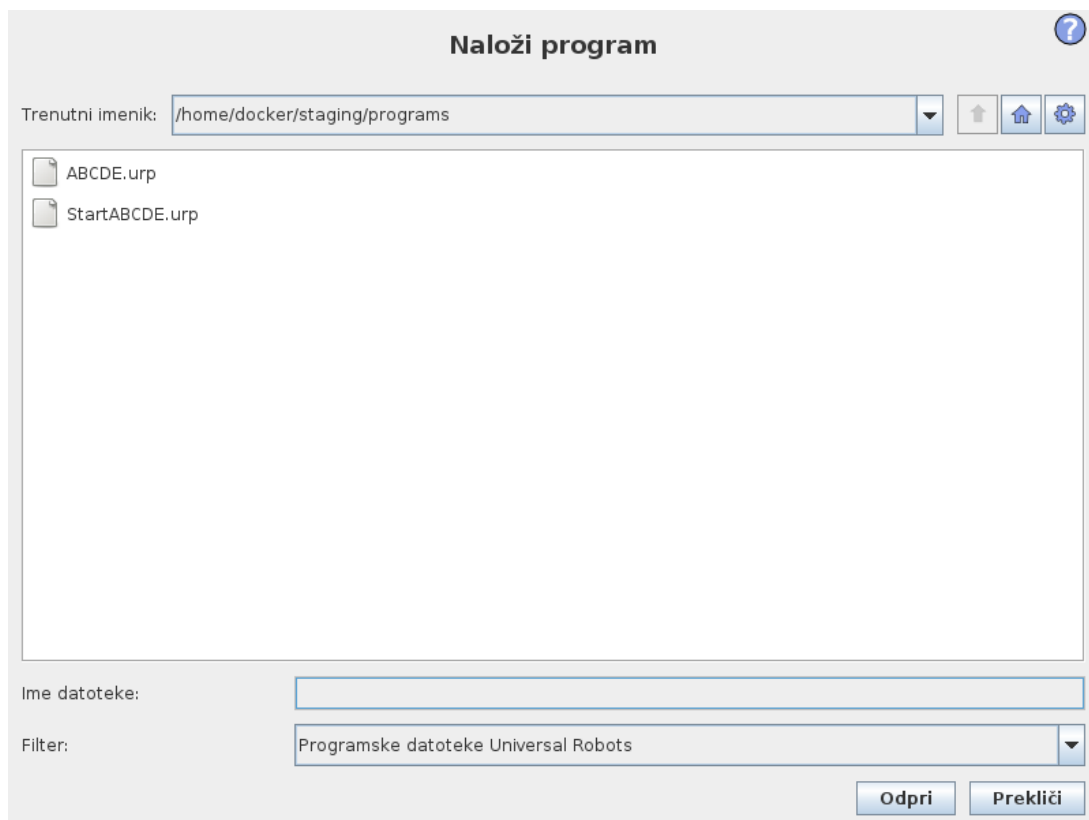 Naloži program
?
Trenutni imenik: /home/docker/staging/programs
ABCDE.urp
StartABCDE.urp
Ime datoteke:
Filter: Programske datoteke Universal Robots
Odpri Prekliči